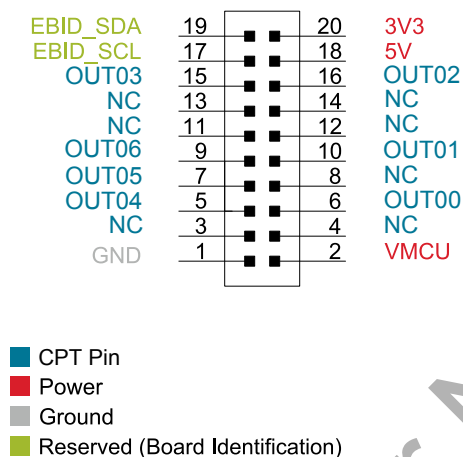 EBID_SDA 19 20 3V3
EBID_SCL 17 18 5V
OUT03 15 16 OUT02
NC 13 14 NC
NC 11 12 NC
OUT06 9 10 OUT01
OUT05 7 8 NC
OUT04 5 6 OUT00
NC 3 4 NC
GND 1 2 VMCU
CPT Pin
Power
Ground
Reserved (Board Identification)